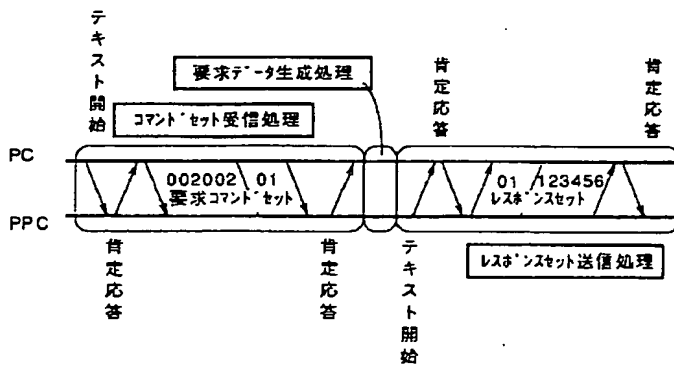 テキスト開始
要求データ生成処理
肯定応答
肯定応答
コマンドセット受信処理
PC
002002 01
要求コマンドセット
01 123456
レスポンスセット
PPC
肯定応答
肯定応答
テキスト開始
レスポンスセット送信処理